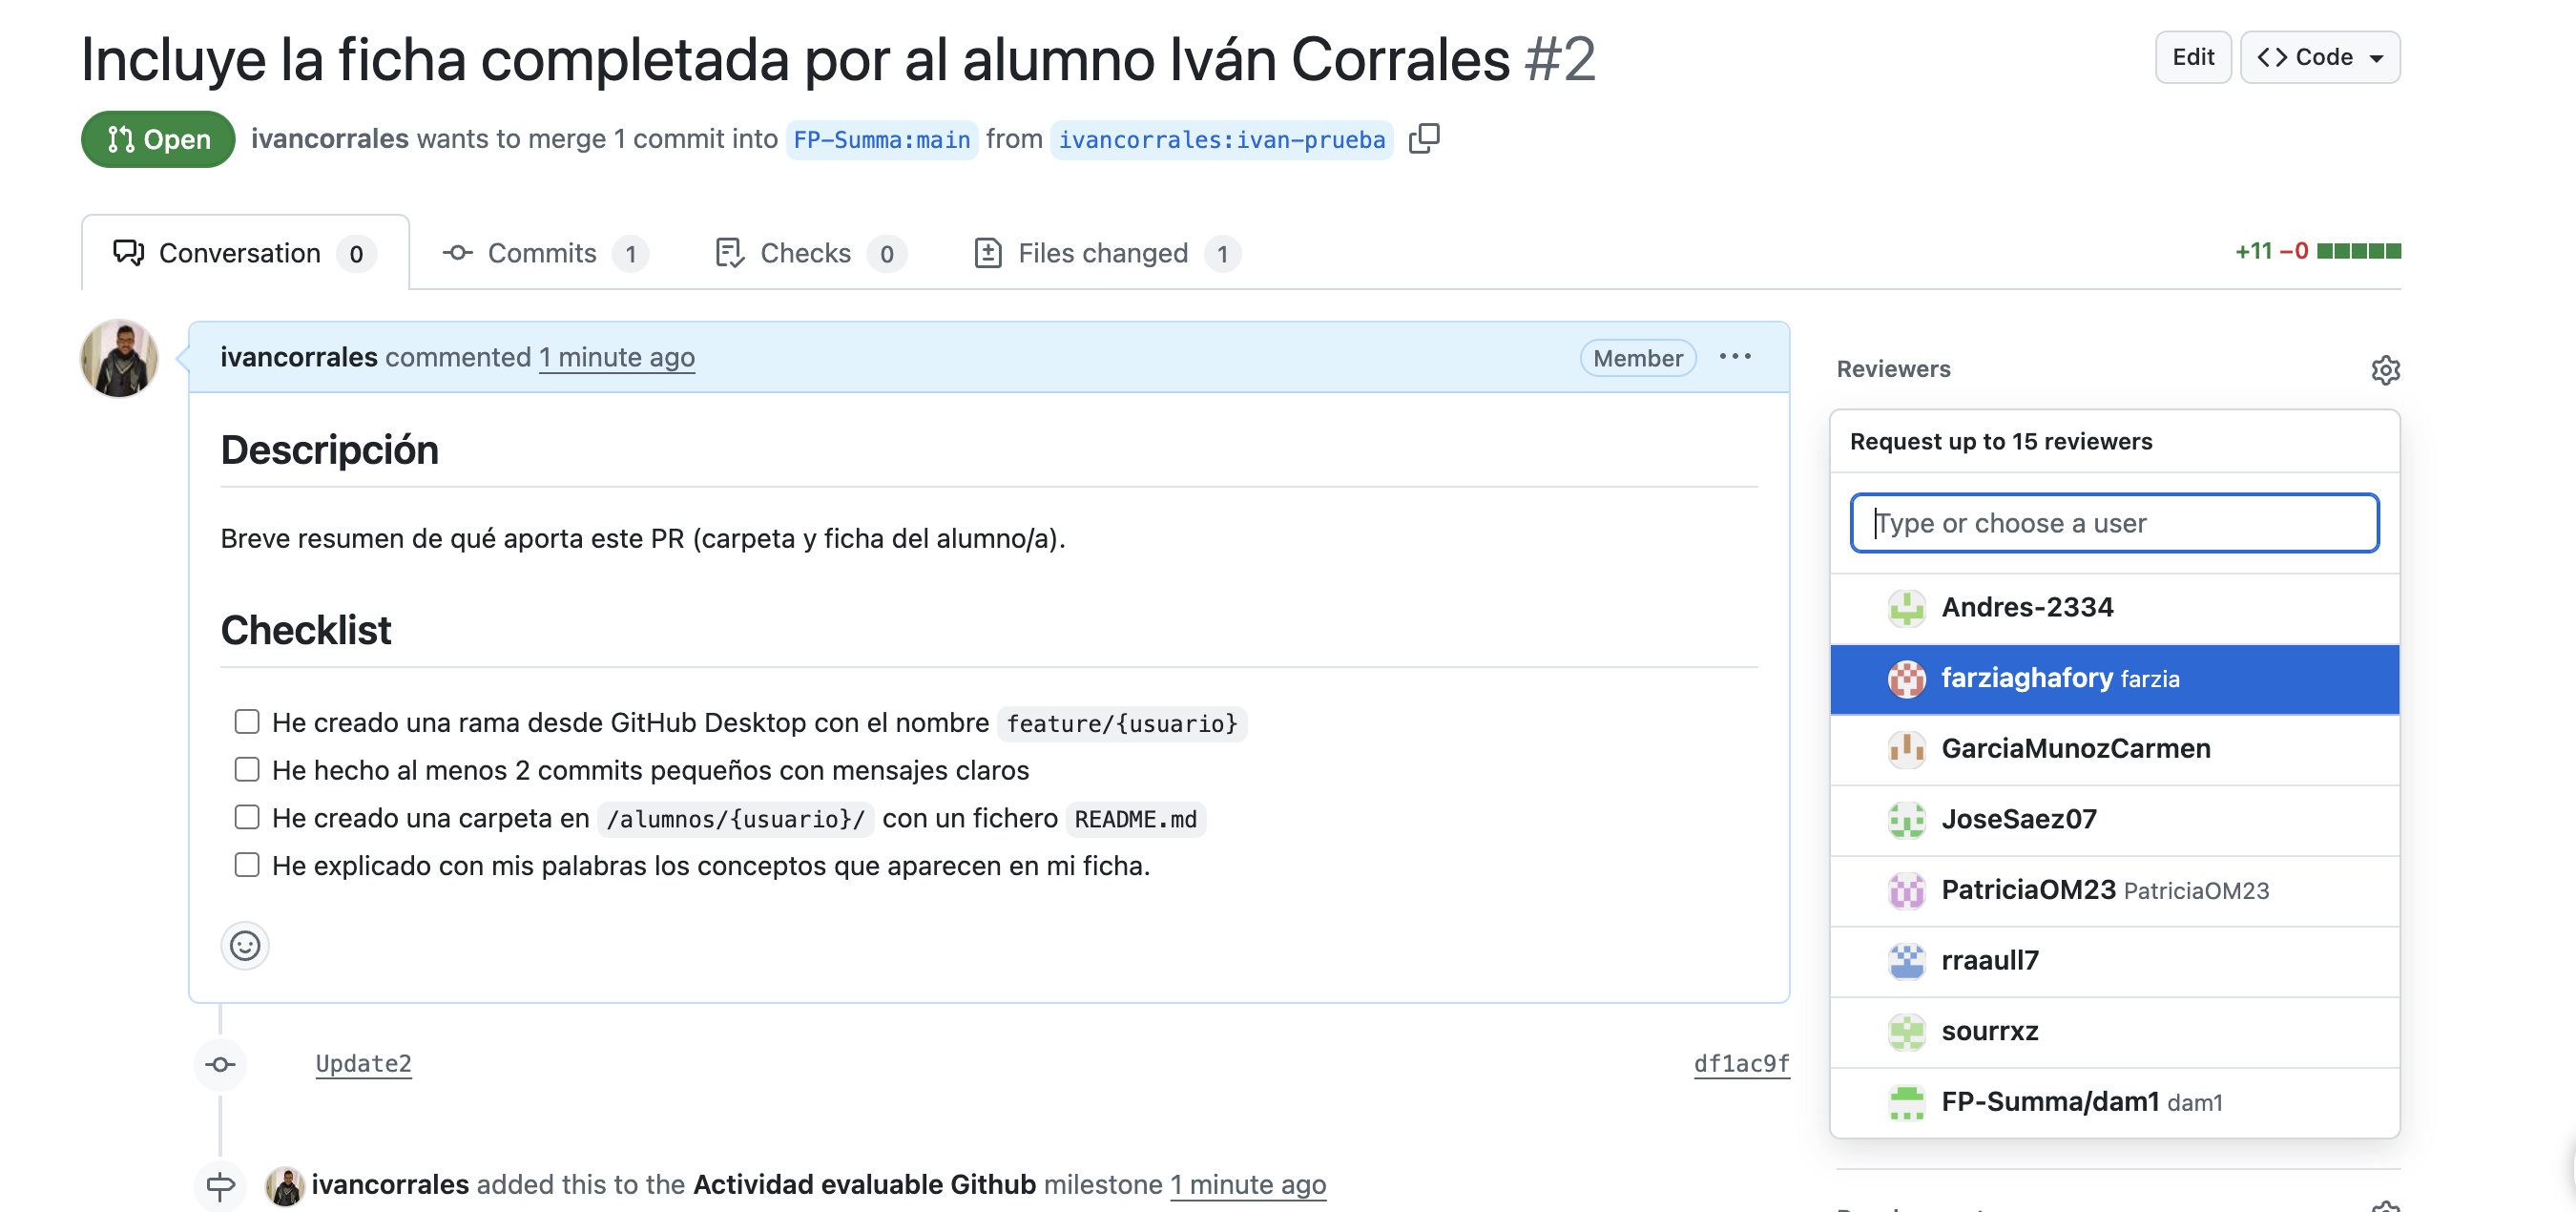 Incluye la ficha completada por al alumno Iván Corrales #2
Edit
Code
Open
ivancorrales wants to merge 1 commit into FP-Summa:main from ivancorrales:ivan-prueba
Conversation 0
Commits 1
Checks 0
Files changed 1
+11 −0
ivancorrales commented 1 minute ago
Member
Descripción
Breve resumen de qué aporta este PR (carpeta y ficha del alumno/a).
Checklist
He creado una rama desde GitHub Desktop con el nombre feature/{usuario}
He hecho al menos 2 commits pequeños con mensajes claros
He creado una carpeta en /alumnos/{usuario}/ con un fichero README.md
He explicado con mis palabras los conceptos que aparecen en mi ficha.
Update2
df1ac9f
ivancorrales added this to the Actividad evaluable Github milestone 1 minute ago
Reviewers
Request up to 15 reviewers
Type or choose a user
Andres-2334
farziaghafory farzia
GarciaMunozCarmen
JoseSaez07
PatriciaOM23 PatriciaOM23
rraaull7
sourrxz
FP-Summa/dam1 dam1